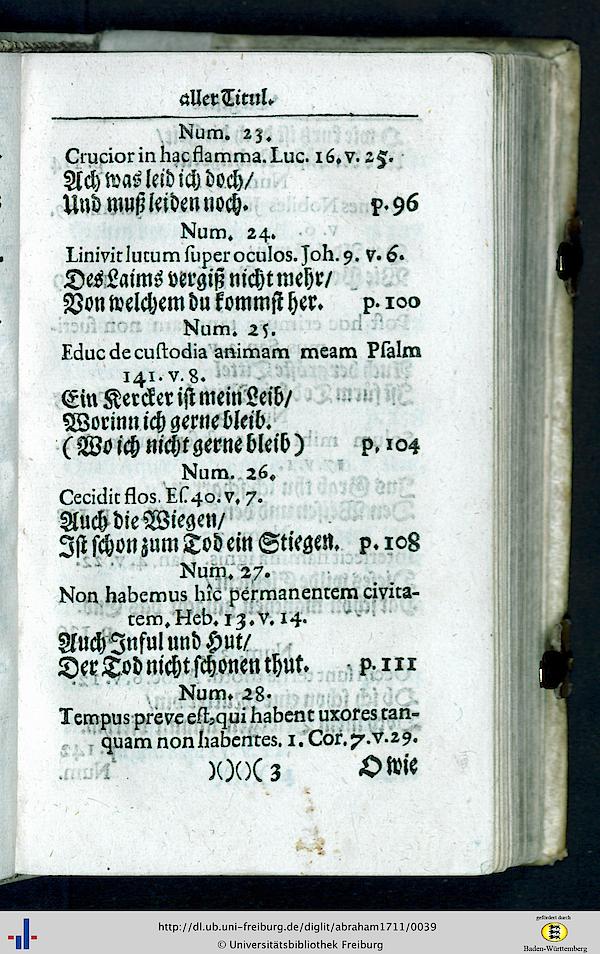 aller Titul.
Num. 23.
Crucior in hac flamma. Luc. 16. v. 25.
Ach was leid ich doch/
Und muß leiden noch. p. 96
Num. 24.
Linivit lutum ſuper oculos. Joh. 9. v. 6.
Des Laims vergiß nicht mehr/
Von welchem du kommſt her. p. 100
Num. 25.
Educ de cuſtodia animam meam Pſalm
141. v. 8.
Ein Kercker iſt mein Leib/
Worinn ich gerne bleib.
(Wo ich nicht gerne bleib) p. 104
Num. 26.
Cecidit flos. Eſ. 40. v. 7.
Auch die Wiegen/
Iſt ſchon zum Tod ein Stiegen. p. 108
Num. 27.
Non habemus hîc permanentem civita-
tem. Heb. 13. v. 14.
Auch Inful und Hut/
Der Tod nicht ſchonen thut. p. 111
Num. 28.
Tempus preve eſt, qui habent uxores tan-
quam non habentes. 1. Cor. 7. v. 29.
)()()( 3 O wie
http://dl.ub.uni-freiburg.de/diglit/abraham1711/0039
© Universitätsbibliothek Freiburg
gefördert durch
Baden-Württemberg